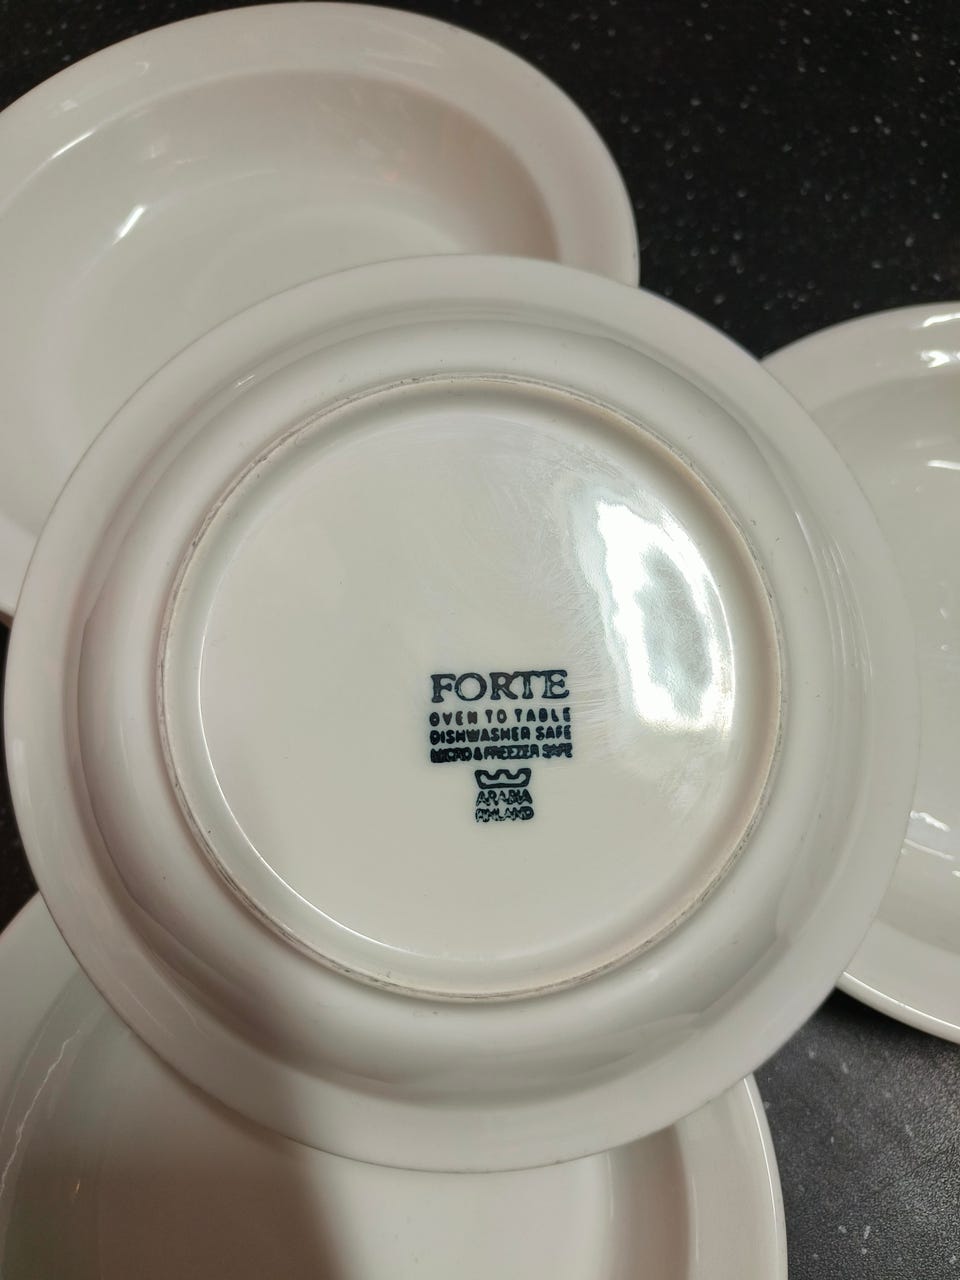 FORTE
OVEN TO TABLE
DISHWASHER SAFE
MICRO & FREEZER SAFE
ARABIA
FINLAND